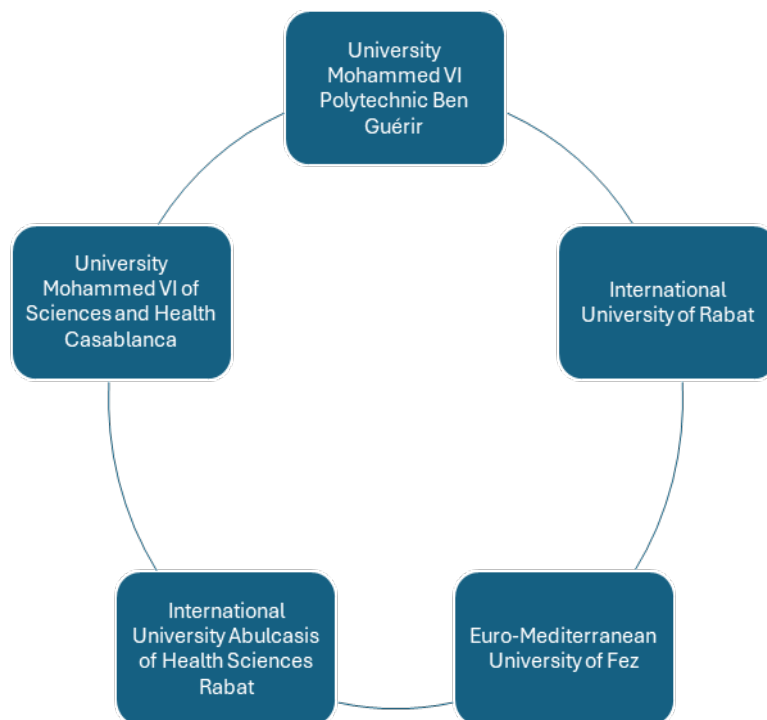 University
Mohammed VI
Polytechnic Ben
Guérir
University
Mohammed VI of
Sciences and Health
Casablanca
International
University of Rabat
International
University Abulcasis
of Health Sciences
Rabat
Euro-Mediterranean
University of Fez